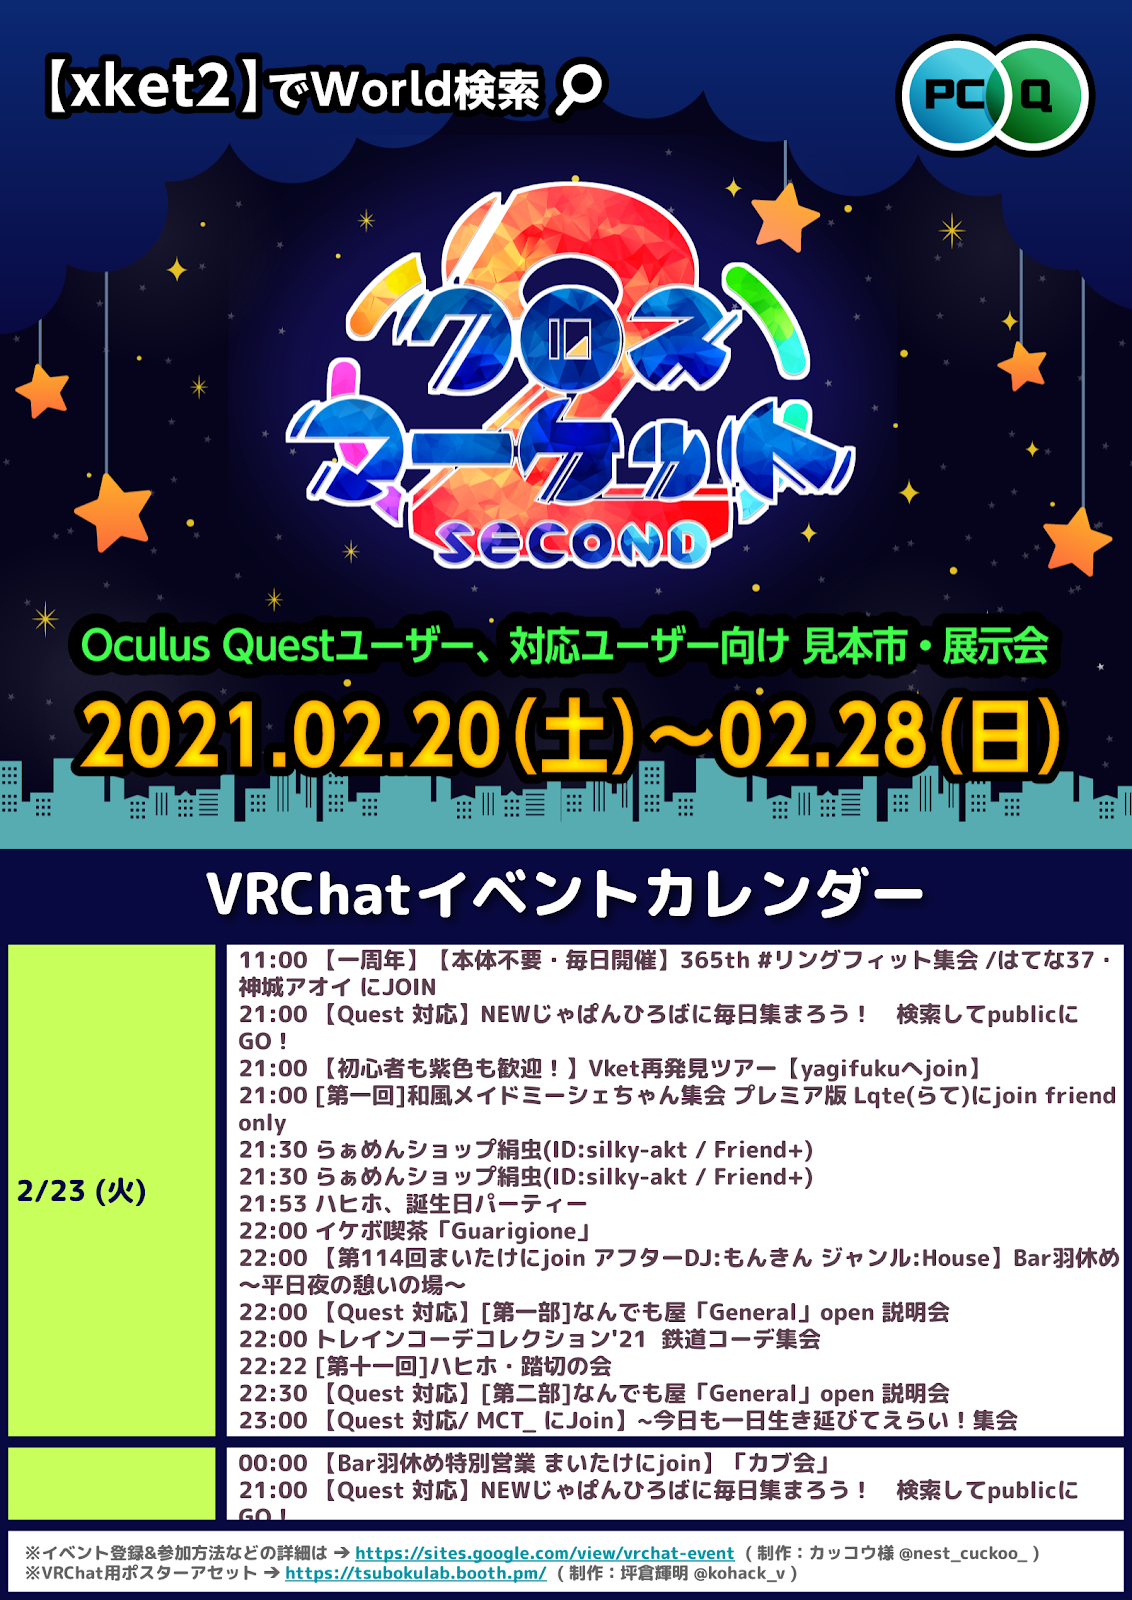 【xket2】でWorld検索
PC Q
クロス
マーケット
2
SECOND
Oculus Questユーザー、対応ユーザー向け 見本市・展示会
2021.02.20(土)～02.28(日)
VRChatイベントカレンダー
2/23 (火)
11:00 【一周年】【本体不要・毎日開催】365th #リングフィット集会 /はてな37・
神城アオイ にJOIN
21:00 【Quest 対応】NEWじゃぱんひろばに毎日集まろう！　検索してpublicに
GO！
21:00 【初心者も紫色も歓迎！】Vket再発見ツアー【yagifukuへjoin】
21:00 [第一回]和風メイドミーシェちゃん集会 プレミア版 Lqte(らて)にjoin friend
only
21:30 らぁめんショップ絹虫(ID:silky-akt / Friend+)
21:30 らぁめんショップ絹虫(ID:silky-akt / Friend+)
21:53 ハヒホ、誕生日パーティー
22:00 イケボ喫茶「Guarigione」
22:00 【第114回まいたけにjoin アフターDJ:もんきん ジャンル:House】Bar羽休め
～平日夜の憩いの場～
22:00 【Quest 対応】[第一部]なんでも屋「General」open 説明会
22:00 トレインコーデコレクション'21 鉄道コーデ集会
22:22 [第十一回]ハヒホ・踏切の会
22:30 【Quest 対応】[第二部]なんでも屋「General」open 説明会
23:00 【Quest 対応/ MCT_ にJoin】~今日も一日生き延びてえらい！集会
00:00 【Bar羽休め特別営業 まいたけにjoin】「カブ会」
21:00 【Quest 対応】NEWじゃぱんひろばに毎日集まろう！　検索してpublicに
GO！
※イベント登録&参加方法などの詳細は ➔ https://sites.google.com/view/vrchat-event ( 制作：カッコウ様 @nest_cuckoo_ )
※VRChat用ポスターアセット ➔ https://tsubokulab.booth.pm/ ( 制作：坪倉輝明 @kohack_v )